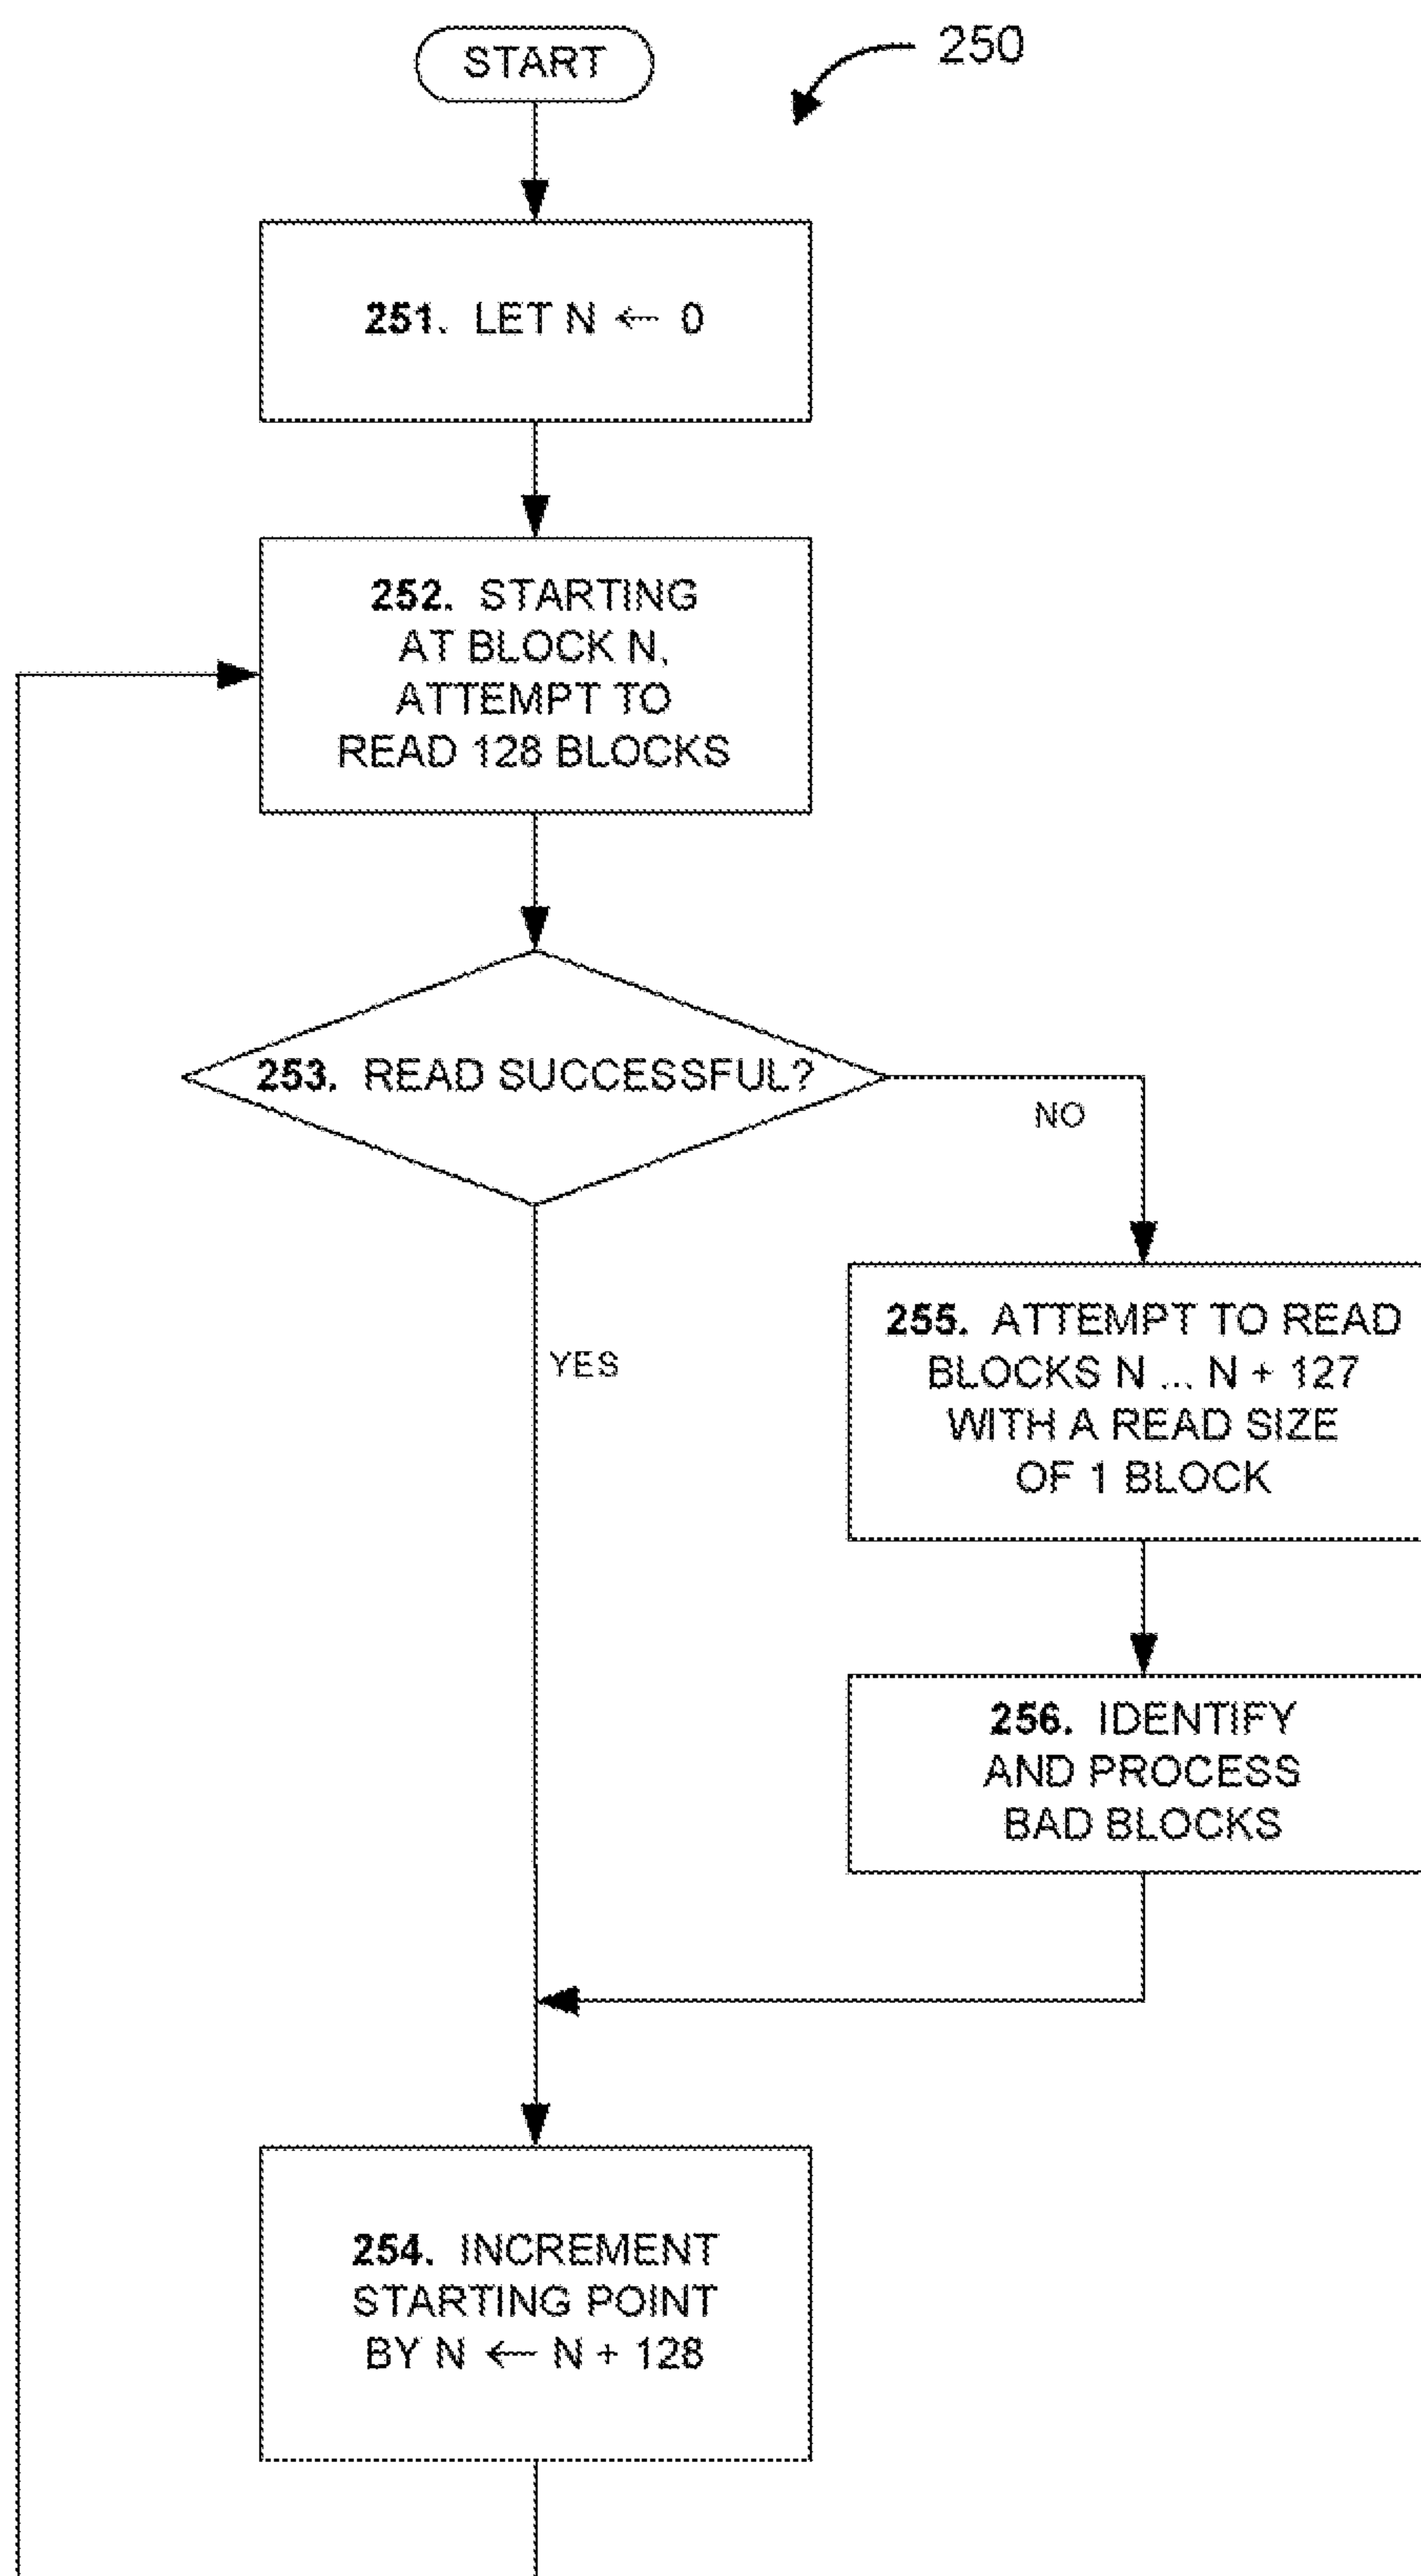 START
250
251. LET N ← 0
252. STARTING
AT BLOCK N,
ATTEMPT TO
READ 128 BLOCKS
253. READ SUCCESSFUL?
NO
YES
255. ATTEMPT TO READ
BLOCKS N ... N + 127
WITH A READ SIZE
OF 1 BLOCK
256. IDENTIFY
AND PROCESS
BAD BLOCKS
254. INCREMENT
STARTING POINT
BY N ← N + 128